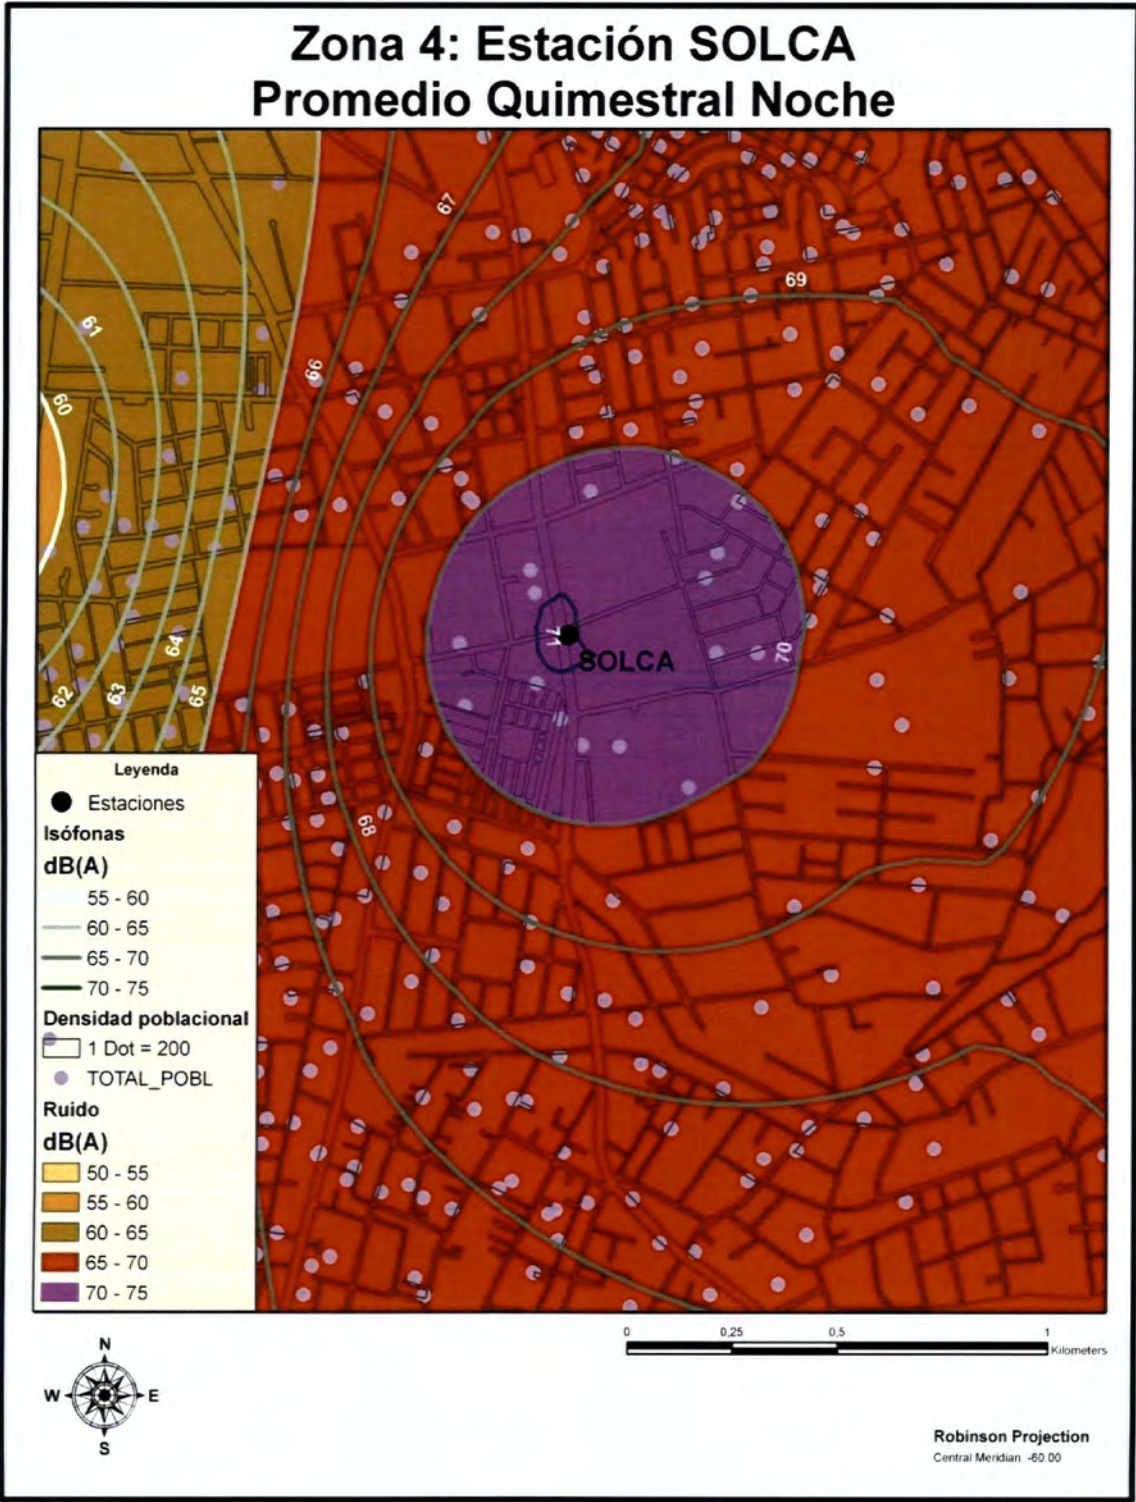 Zona 4: Estación SOLCA
Promedio Quimestral Noche
67
69
61
66
60
71
SOLCA
70
64
62
63
65
68
Leyenda
Estaciones
Isófonas
dB(A)
55 - 60
60 - 65
65 - 70
70 - 75
Densidad poblacional
1 Dot = 200
TOTAL_POBL
Ruido
dB(A)
50 - 55
55 - 60
60 - 65
65 - 70
70 - 75
N
W E
S
0 0,25 0,5 1
Kilometers
Robinson Projection
Central Meridian -60.00